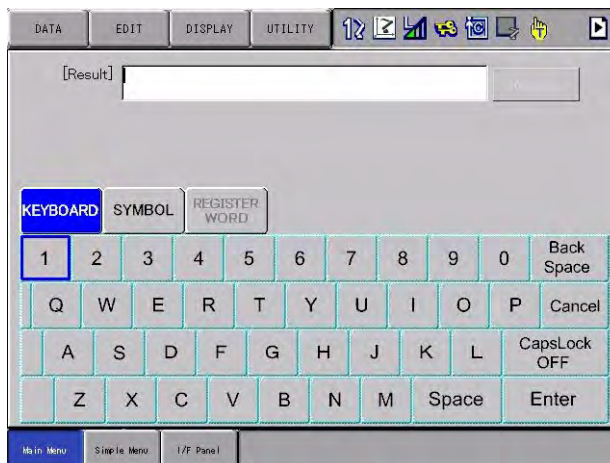 DATA EDIT DISPLAY UTILITY
[Result]
KEYBOARD SYMBOL REGISTER WORD
1 2 3 4 5 6 7 8 9 0 Back Space
Q W E R T Y U I O P Cancel
A S D F G H J K L CapsLock OFF
Z X C V B N M Space Enter
Main Menu Simple Menu I/F Panel